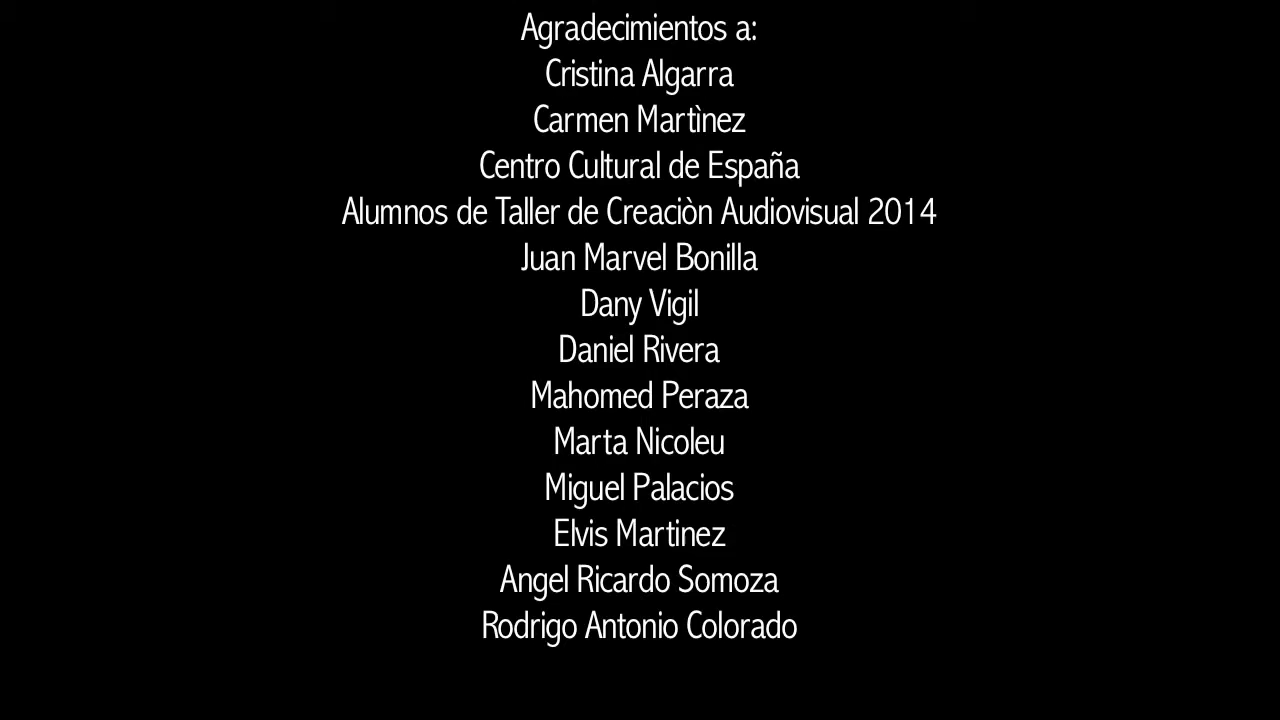 Agradecimientos a:
Cristina Algarra
Carmen Martìnez
Centro Cultural de España
Alumnos de Taller de Creaciòn Audiovisual 2014
Juan Marvel Bonilla
Dany Vigil
Daniel Rivera
Mahomed Peraza
Marta Nicoleu
Miguel Palacios
Elvis Martinez
Angel Ricardo Somoza
Rodrigo Antonio Colorado